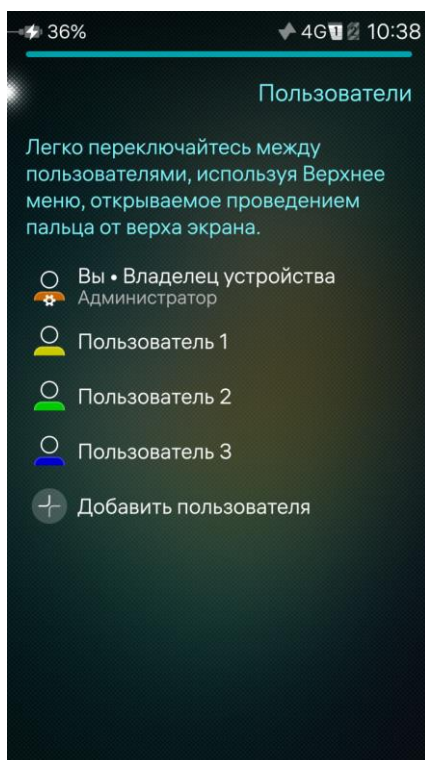 36%
4G 1 10:38
Пользователи
Легко переключайтесь между
пользователями, используя Верхнее
меню, открываемое проведением
пальца от верха экрана.
Вы • Владелец устройства
Администратор
Пользователь 1
Пользователь 2
Пользователь 3
Добавить пользователя